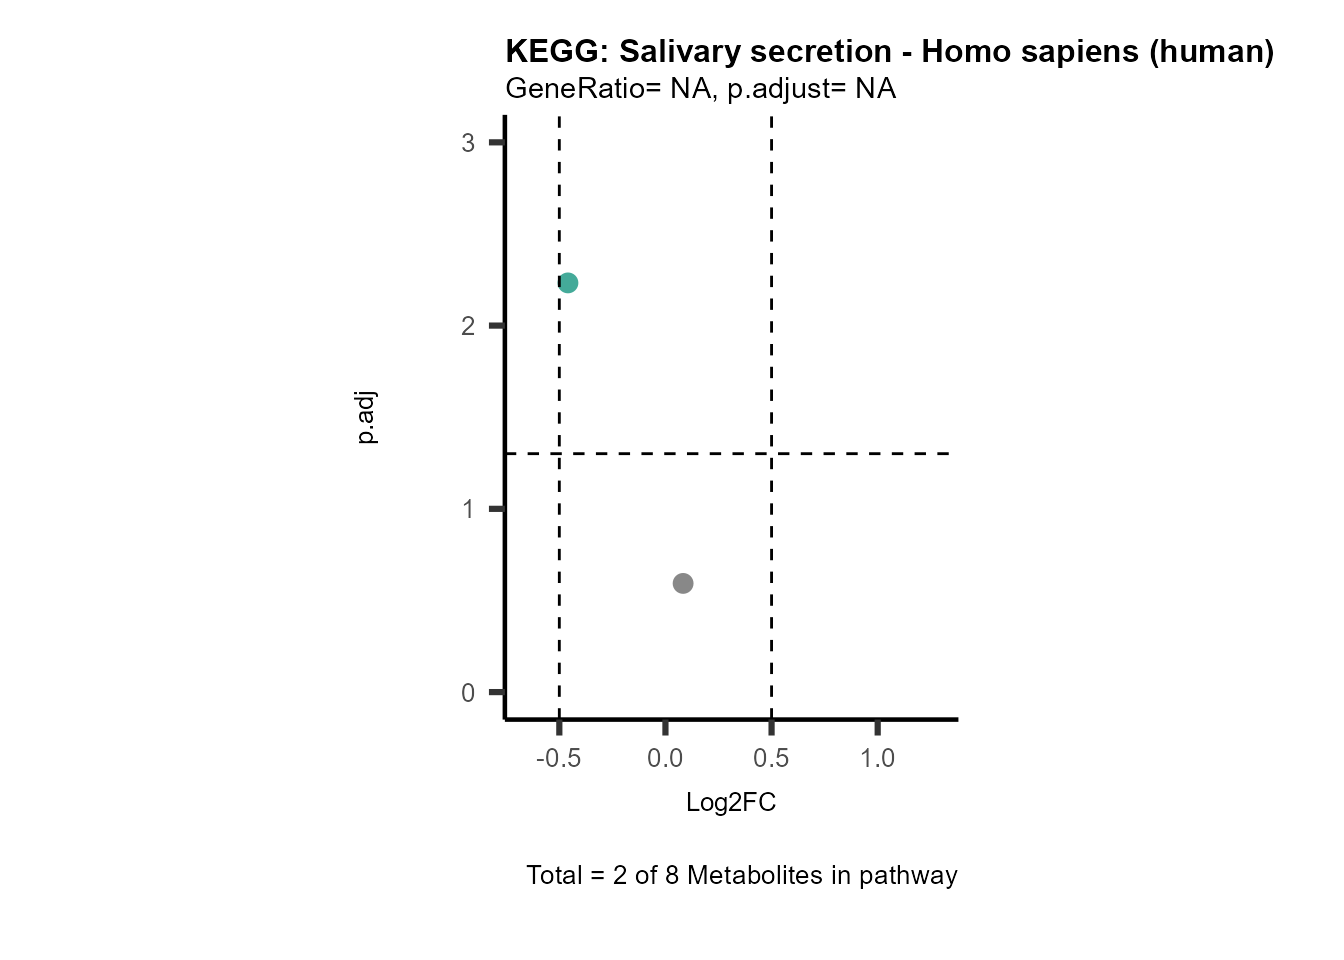 KEGG: Salivary secretion - Homo sapiens (human)
GeneRatio= NA, p.adjust= NA
3
2
1
0
p.adj
-0.5 0.0 0.5 1.0
Log2FC
Total = 2 of 8 Metabolites in pathway